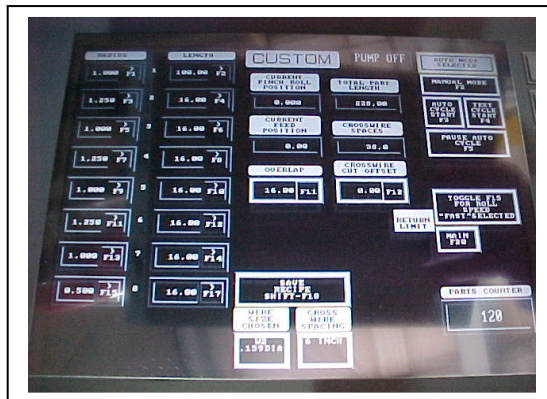 RADIUS LENGTH CUSTOM PUMP OFF AUTO MODE
SELECTED
1.000 F1 1 100.00 F2
1.250 F3 2 16.00 F4
1.000 F5 3 16.00 F6
1.250 F7 4 16.00 F8
1.000 F9 5 16.00 F10
1.250 F11 6 16.00 F12
1.000 F13 7 16.00 F14
0.500 F15 8 16.00 F17
CURRENT
PINCH ROLL
POSITION
0.000
TOTAL PART
LENGTH
228.00
CURRENT
FEED
POSITION
0.00
CROSSWIRE
SPACES
38.0
OVERLAP
16.00 F11
CROSSWIRE
CUT-OFFSET
0.00 F12
MANUAL MODE
F2
AUTO
CYCLE
START
F3
TEST
CYCLE
START
F4
PAUSE AUTO
CYCLE
F5
TOGGLE F15
FOR ROLL
SPEED
"FAST" SELECTED
RETURN
LIMIT
MAIN
F20
SAVE
RECIPE
SHIFT-F10
WIRE
SIZE
CHOSEN
.159DIA
CROSS
WIRE
SPACING
6 INCH
PARTS COUNTER
120